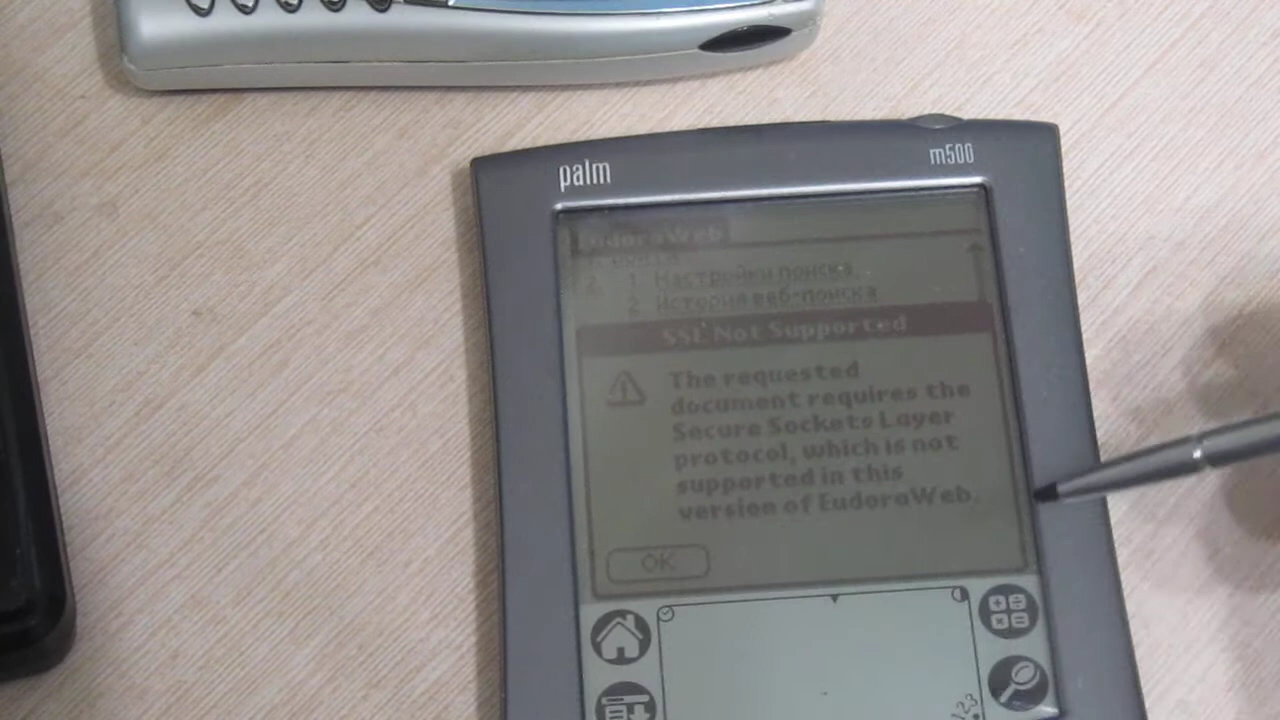 palm
m500
EudoraWeb
2. 1. Настройки поиска
2. История веб-поиска
SSL Not Supported
The requested
document requires the
Secure Sockets Layer
protocol, which is not
supported in this
version of EudoraWeb.
OK